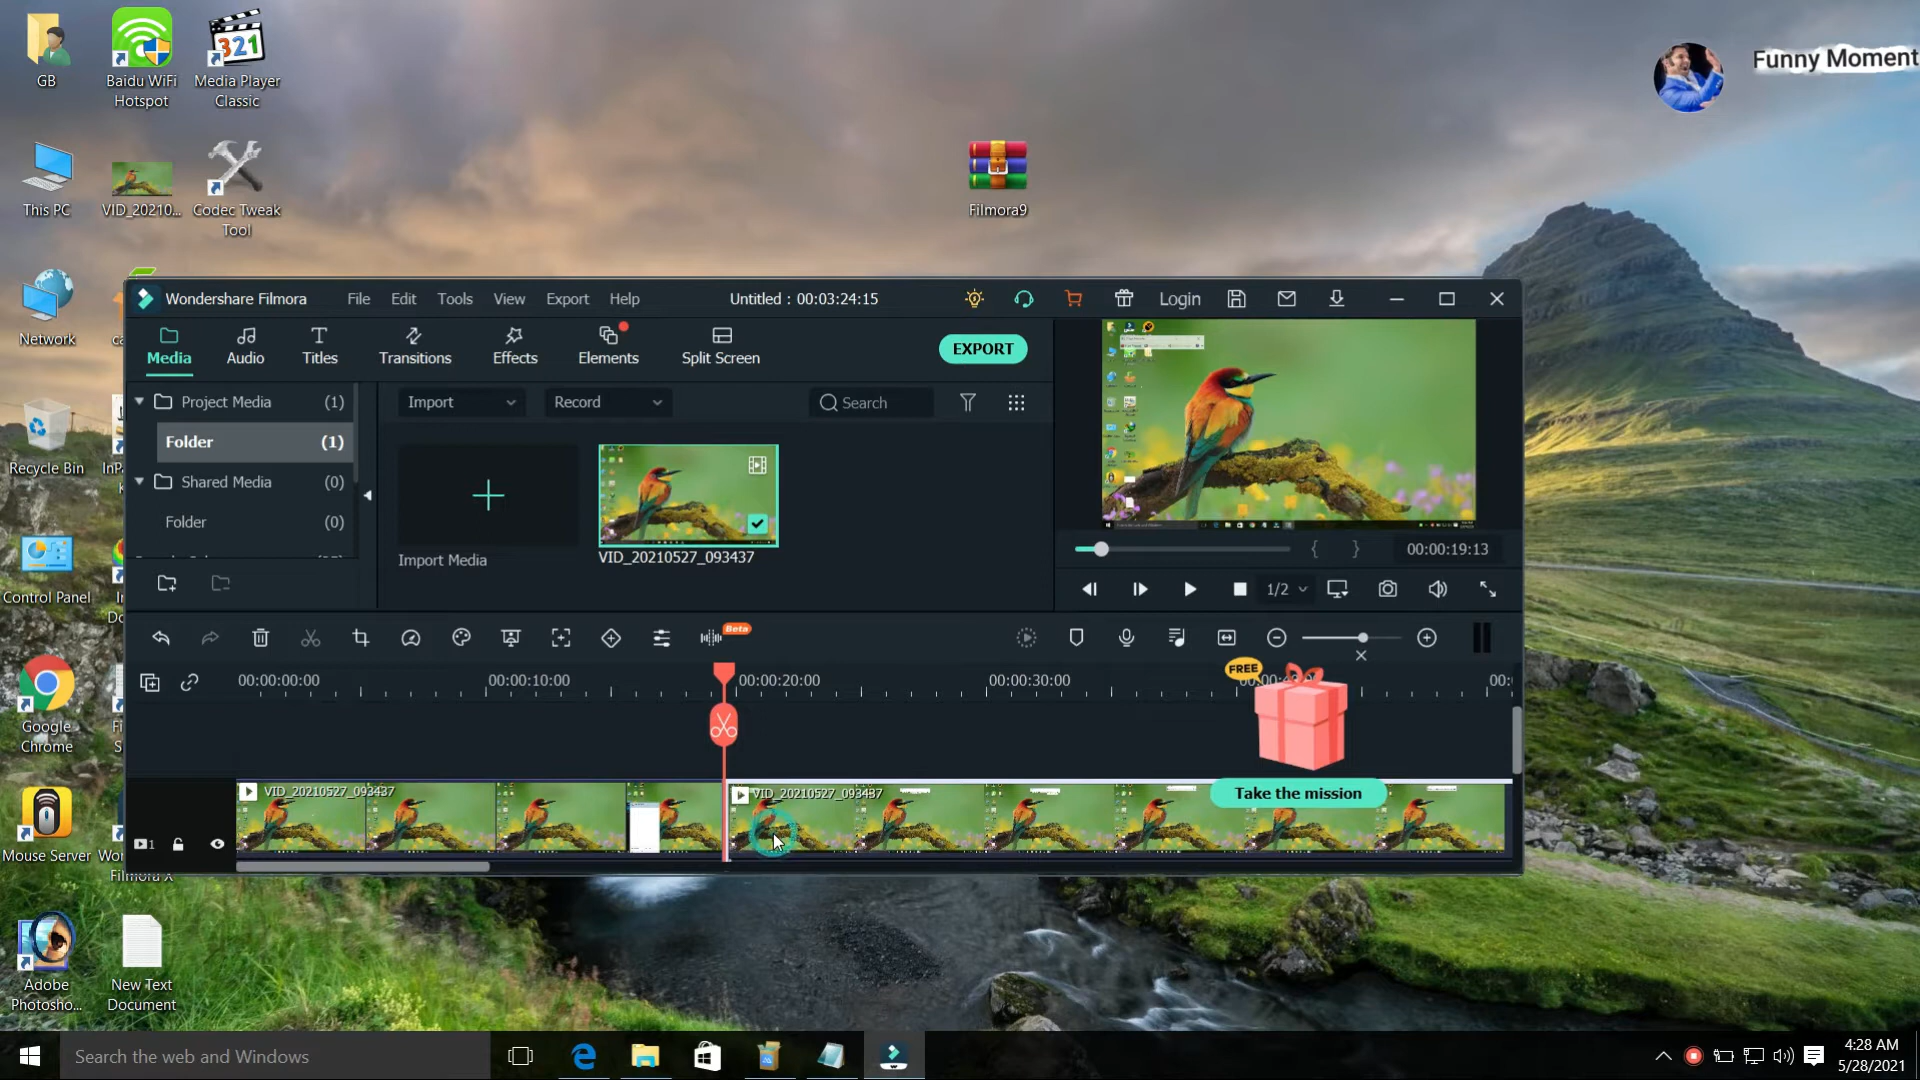 GB
Baidu WiFi
Hotspot
Media Player
Classic
Funny Moment
This PC
VID_20210...
Codec Tweak
Tool
Filmora9
Network
Recycle Bin
Control Panel
Google
Chrome
Mouse Server
Filmora X
Adobe
Photosho...
New Text
Document
Wondershare Filmora
File
Edit
Tools
View
Export
Help
Untitled : 00:03:24:15
Login
Media
Audio
Titles
Transitions
Effects
Elements
Split Screen
EXPORT
Project Media (1)
Folder (1)
Shared Media (0)
Folder (0)
Import
Record
Search
Import Media
VID_20210527_093437
00:00:19:13
1/2
Beta
00:00:00:00
00:00:10:00
00:00:20:00
00:00:30:00
FREE
Take the mission
VID_20210527_093437
VID_20210527_093437
1
Search the web and Windows
4:28 AM
5/28/2021